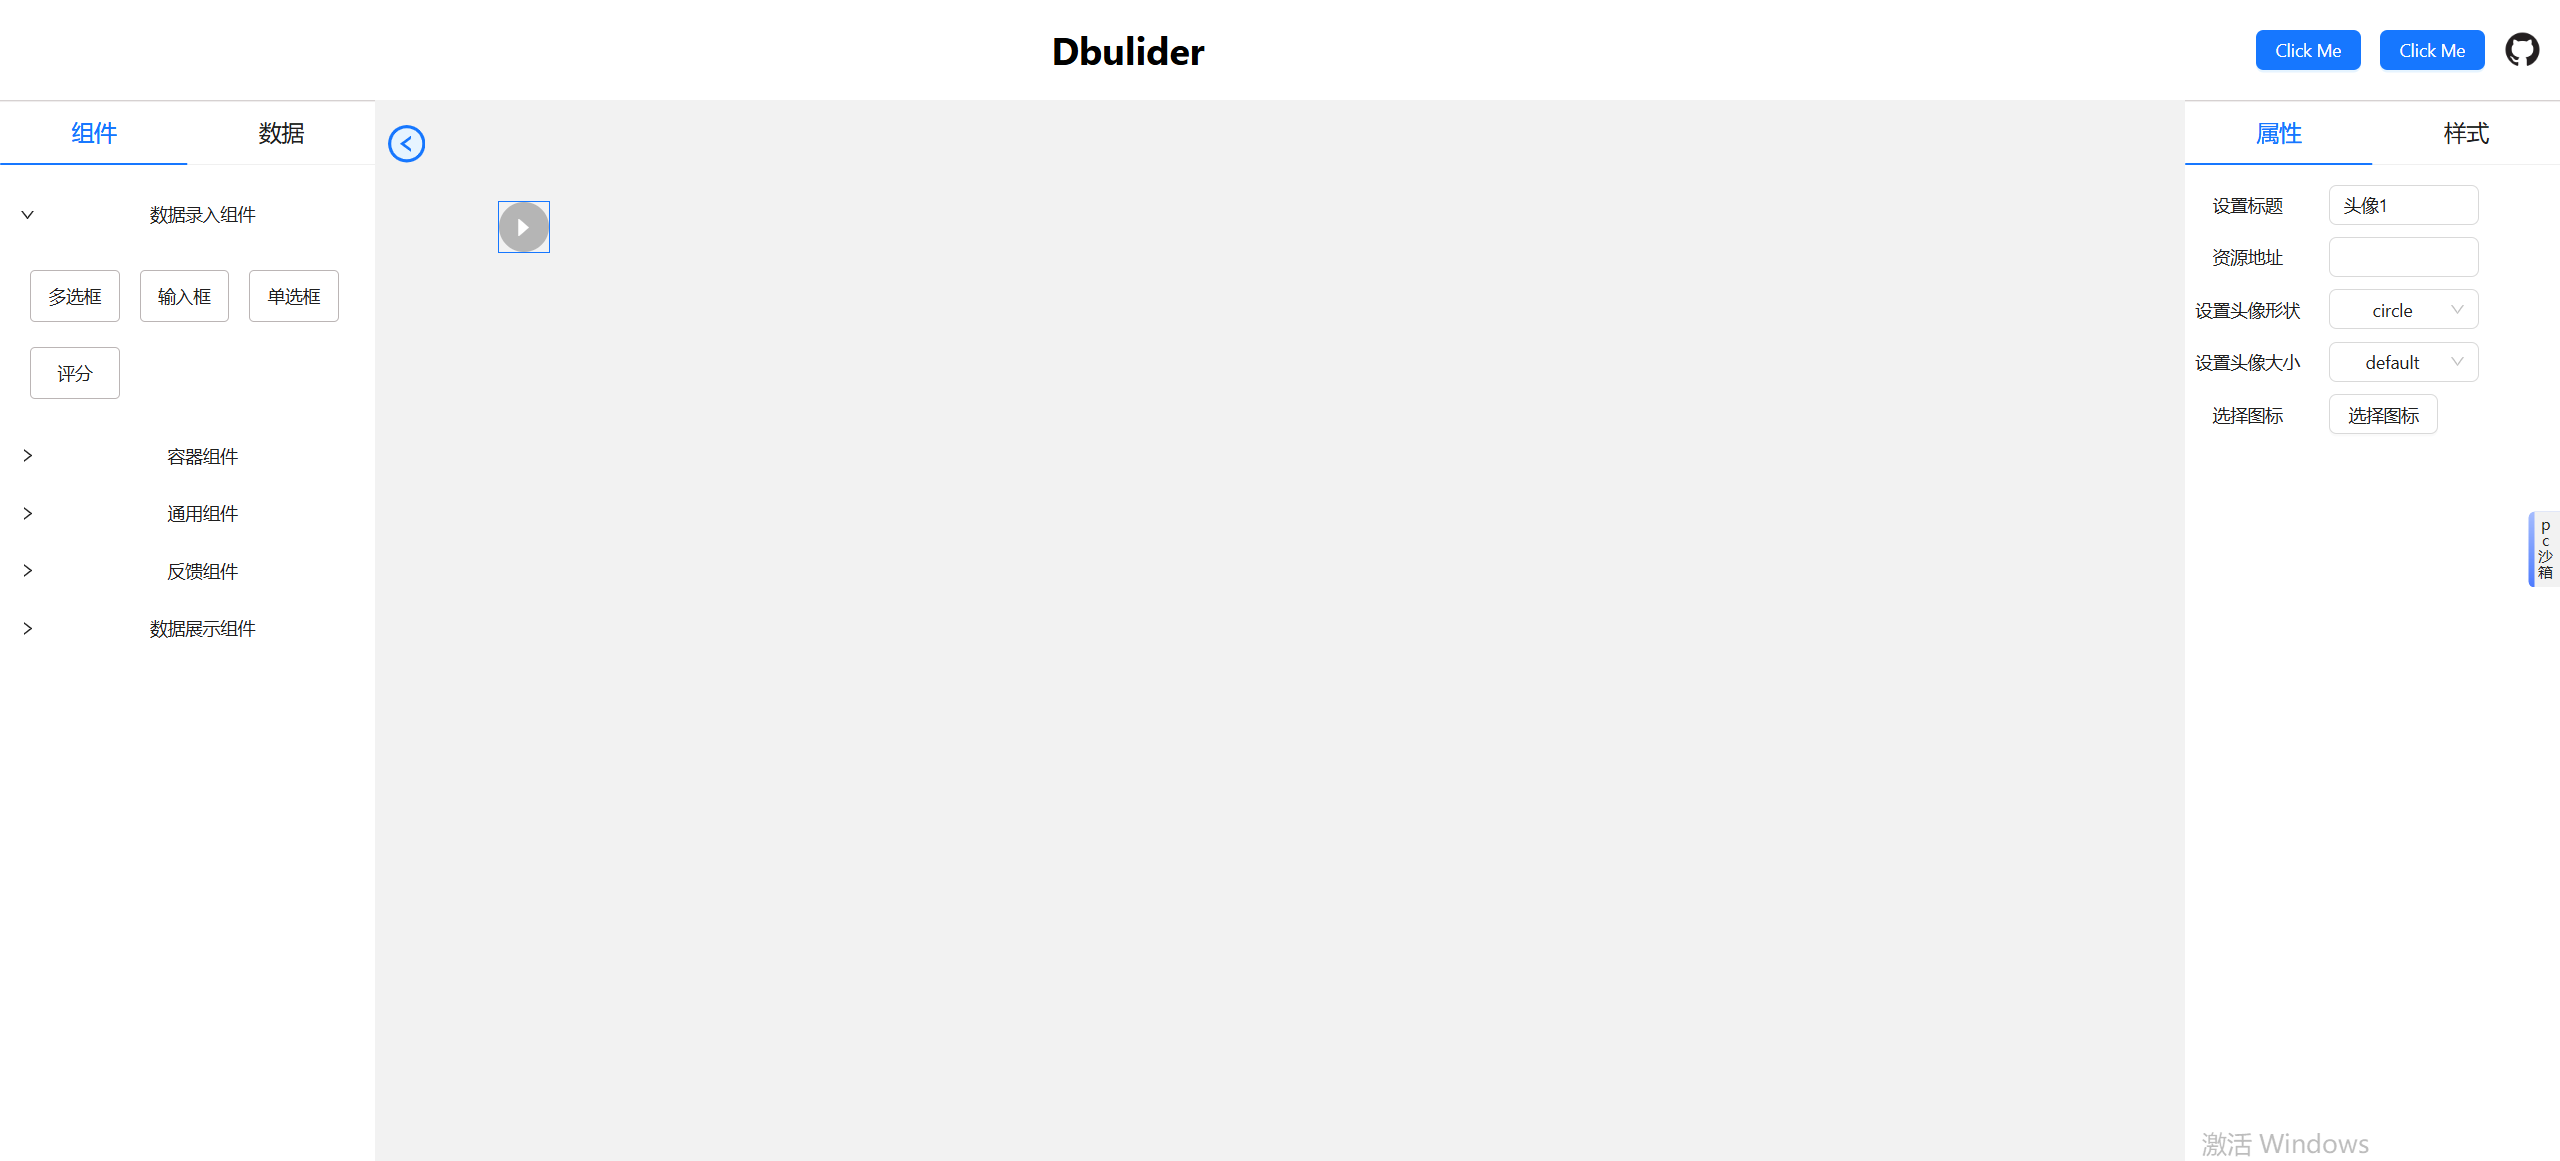 Dbulider
Click Me
Click Me
组件
数据
数据录入组件
多选框
输入框
单选框
评分
容器组件
通用组件
反馈组件
数据展示组件
属性
样式
设置标题
头像1
资源地址
设置头像形状
circle
设置头像大小
default
选择图标
选择图标
pc沙箱
激活 Windows